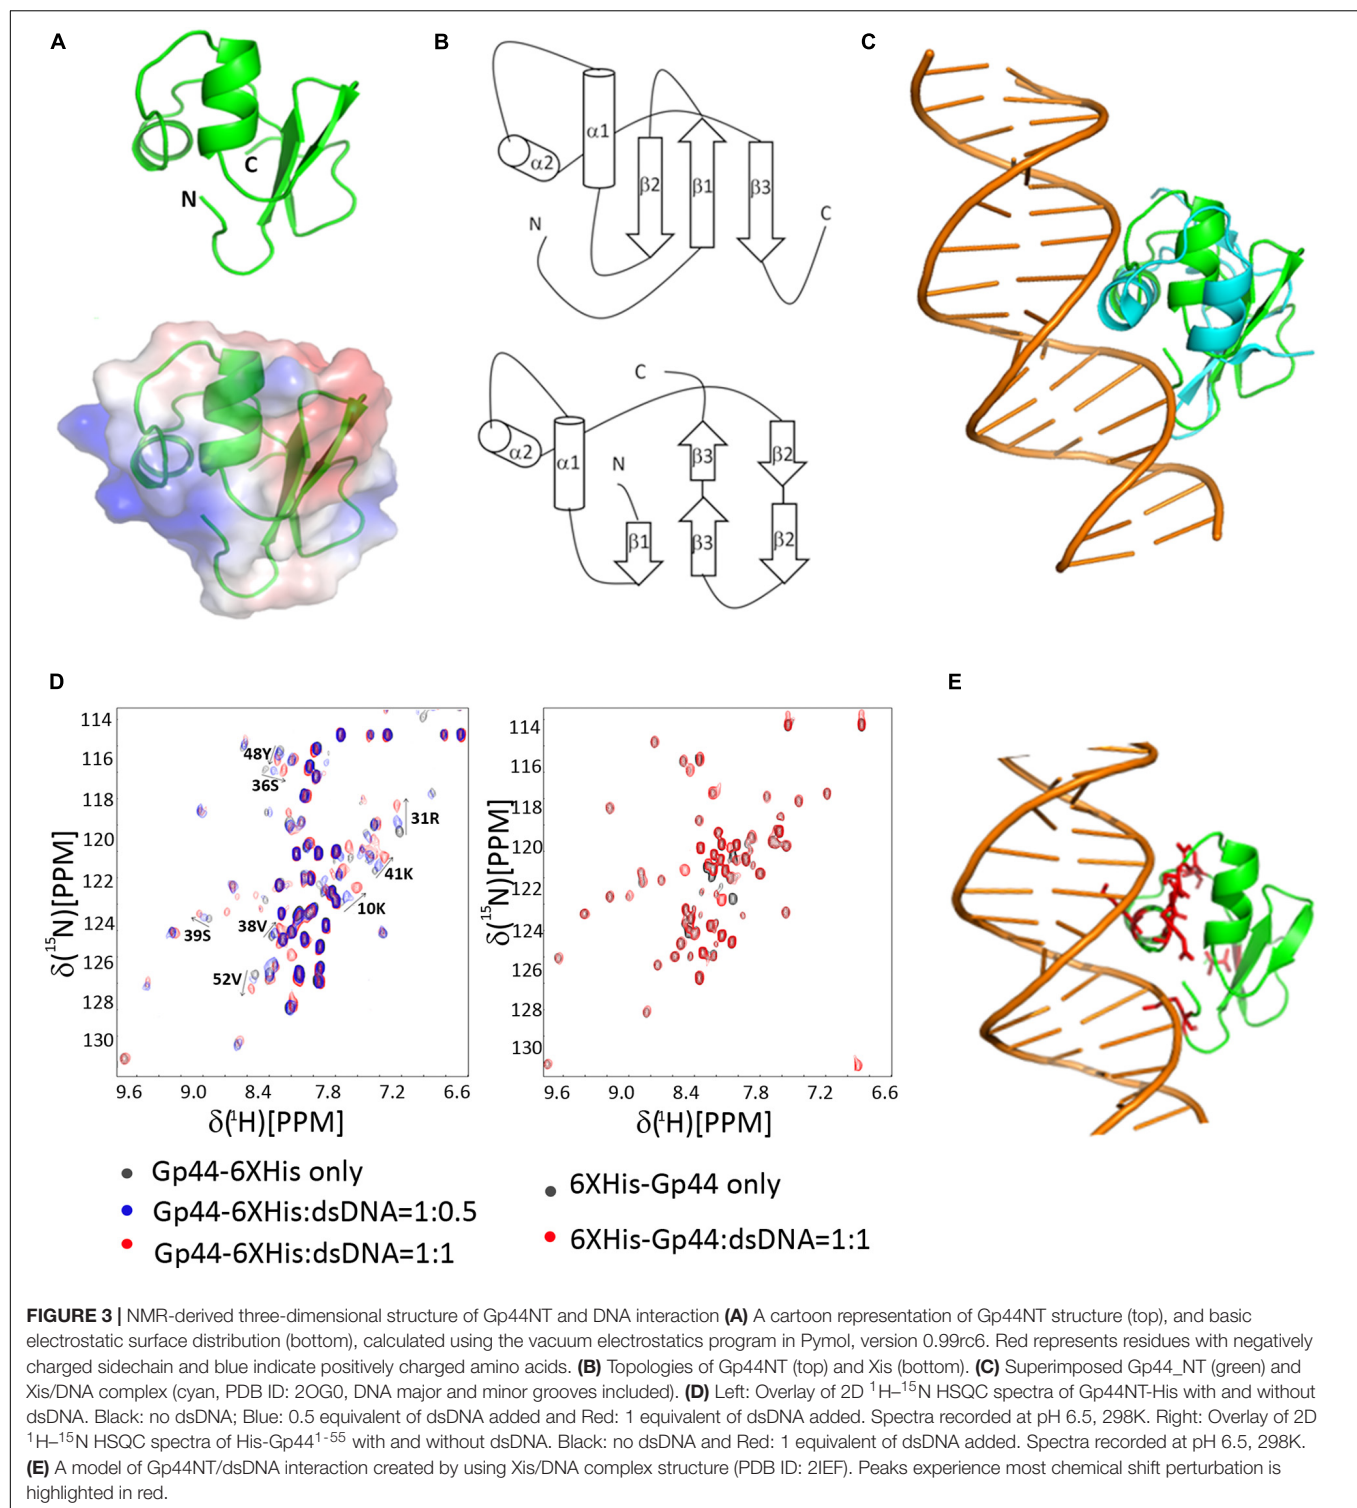 A
B
C
N
C
α1
α2
β2
β1
β3
N
C
C
α2
α1
N
β1
β3
β2
β3
β2
D
E
114
116
118
120
122
124
126
128
130
δ(¹⁵N)[PPM]
48Y
36S
31R
41K
10K
38V
39S
52V
9.6 9.0 8.4 7.8 7.2 6.6
δ(¹H)[PPM]
Gp44-6XHis only
Gp44-6XHis:dsDNA=1:0.5
Gp44-6XHis:dsDNA=1:1
114
116
118
120
122
124
126
128
130
δ(¹⁵N)[PPM]
9.6 9.0 8.4 7.8 7.2 6.6
δ(¹H)[PPM]
6XHis-Gp44 only
6XHis-Gp44:dsDNA=1:1
FIGURE 3 | NMR-derived three-dimensional structure of Gp44NT and DNA interaction (A) A cartoon representation of Gp44NT structure (top), and basic
electrostatic surface distribution (bottom), calculated using the vacuum electrostatics program in Pymol, version 0.99rc6. Red represents residues with negatively
charged sidechain and blue indicate positively charged amino acids. (B) Topologies of Gp44NT (top) and Xis (bottom). (C) Superimposed Gp44_NT (green) and
Xis/DNA complex (cyan, PDB ID: 2OG0, DNA major and minor grooves included). (D) Left: Overlay of 2D ¹H–¹⁵N HSQC spectra of Gp44NT-His with and without
dsDNA. Black: no dsDNA; Blue: 0.5 equivalent of dsDNA added and Red: 1 equivalent of dsDNA added. Spectra recorded at pH 6.5, 298K. Right: Overlay of 2D
¹H–¹⁵N HSQC spectra of His-Gp44¹⁻⁵⁵ with and without dsDNA. Black: no dsDNA and Red: 1 equivalent of dsDNA added. Spectra recorded at pH 6.5, 298K.
(E) A model of Gp44NT/dsDNA interaction created by using Xis/DNA complex structure (PDB ID: 2IEF). Peaks experience most chemical shift perturbation is
highlighted in red.